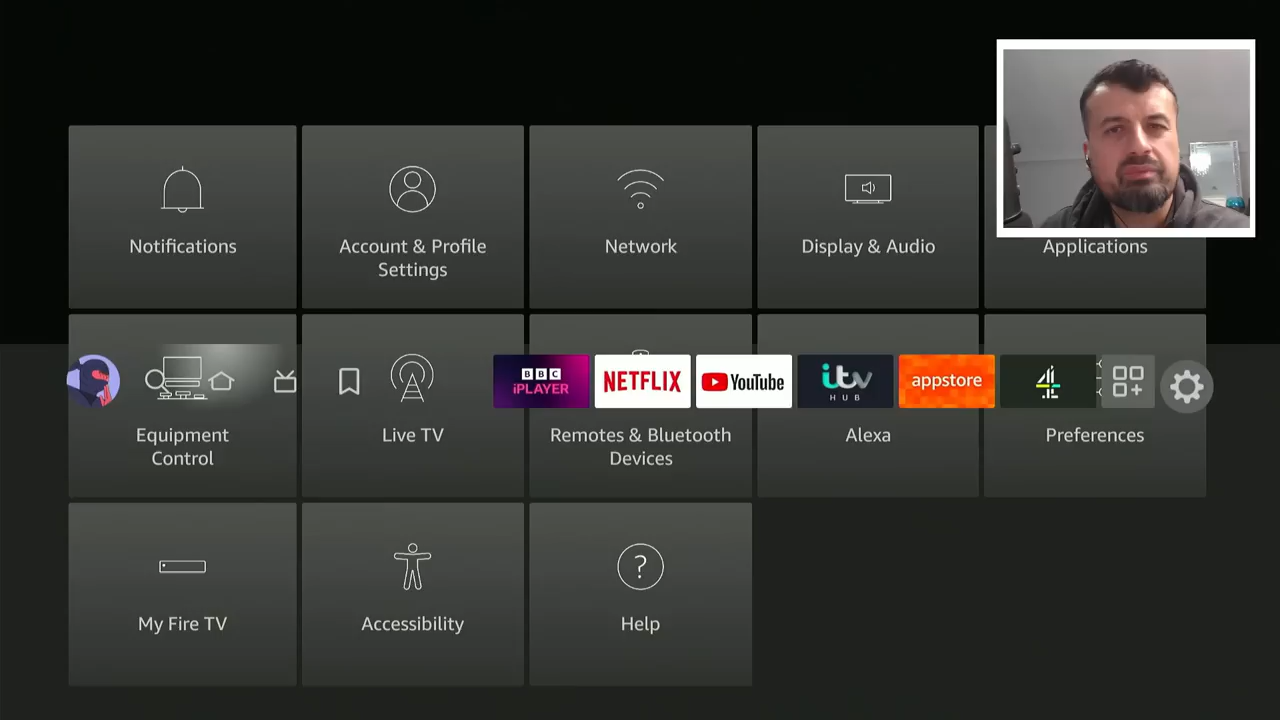 Notifications
Account & Profile
Settings
Network
Display & Audio
Applications
BBC
iPLAYER
NETFLIX
YouTube
itv
HUB
appstore
4
Equipment
Control
Live TV
Remotes & Bluetooth
Devices
Alexa
Preferences
My Fire TV
Accessibility
?
Help